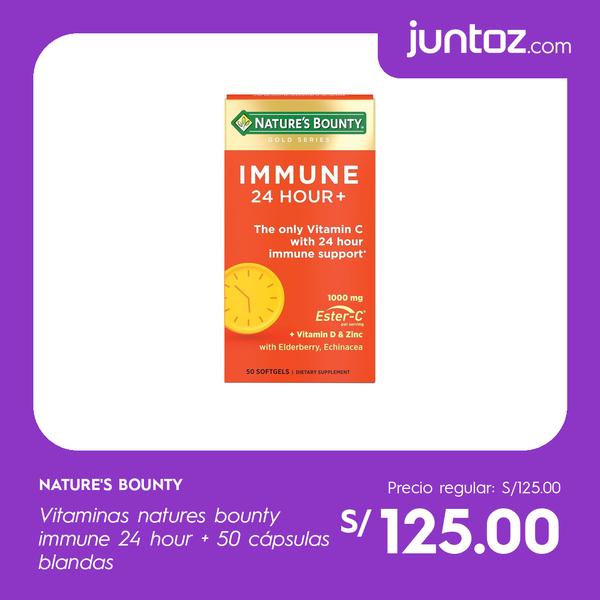 juntoz.com
NATURE'S BOUNTY
GOLD SERIES
IMMUNE
24 HOUR+
The only Vitamin C
with 24 hour
immune support*
1000 mg
Ester-C®
per serving
+ Vitamin D & Zinc
with Elderberry, Echinacea
50 SOFTGELS | DIETARY SUPPLEMENT
NATURE'S BOUNTY
Vitaminas natures bounty
immune 24 hour + 50 cápsulas
blandas
Precio regular: S/125.00
S/125.00